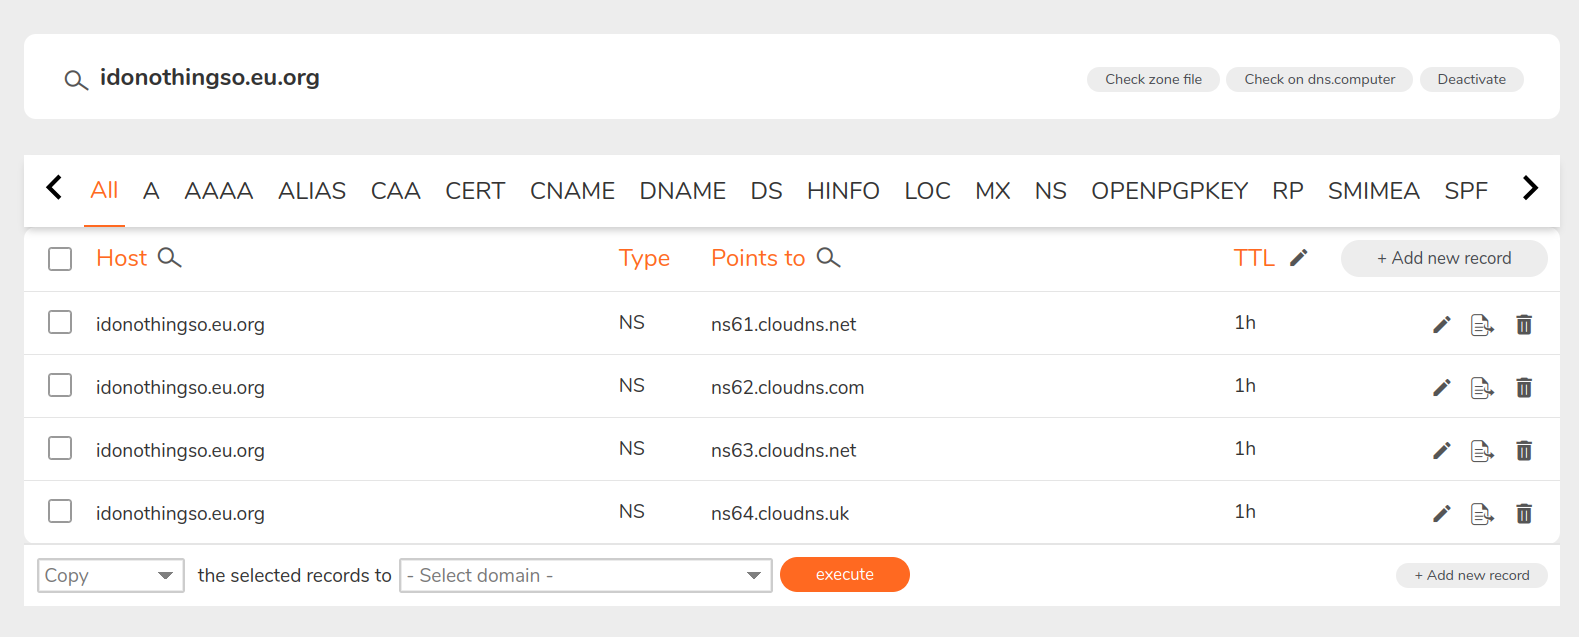 idonothingso.eu.org Check zone file Check on dns.computer Deactivate
All A AAAA ALIAS CAA CERT CNAME DNAME DS HINFO LOC MX NS OPENPGPKEY RP SMIMEA SPF
Host Type Points to TTL + Add new record
idonothingso.eu.org NS ns61.cloudns.net 1h
idonothingso.eu.org NS ns62.cloudns.com 1h
idonothingso.eu.org NS ns63.cloudns.net 1h
idonothingso.eu.org NS ns64.cloudns.uk 1h
Copy the selected records to - Select domain - execute + Add new record